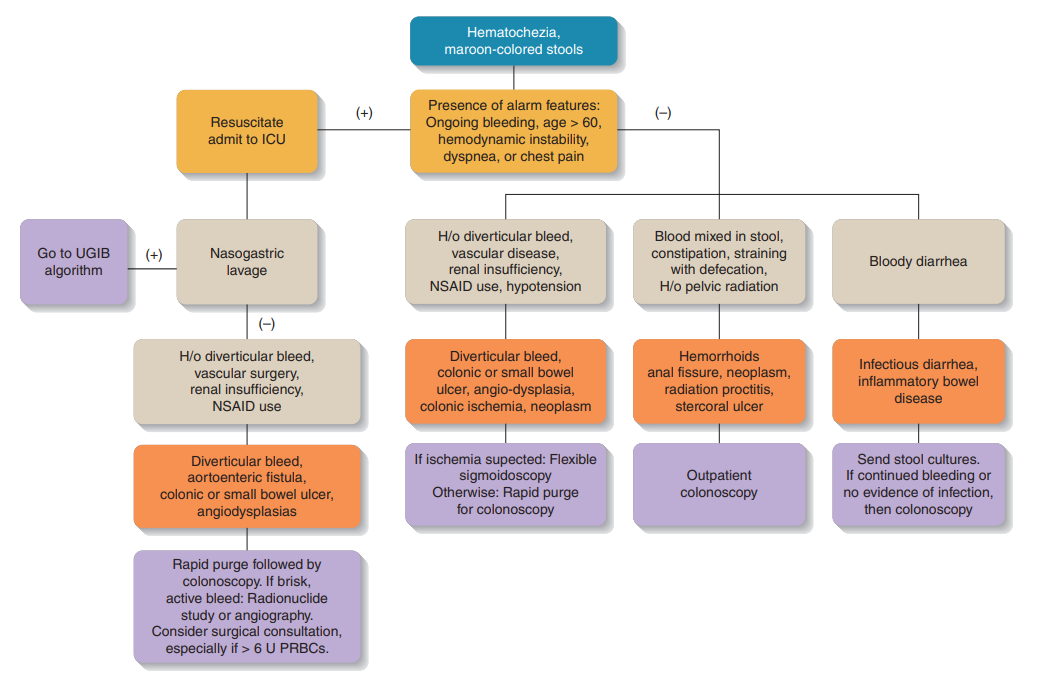 Hematochezia,
maroon-colored stools
Presence of alarm features:
Ongoing bleeding, age > 60,
hemodynamic instability,
dyspnea, or chest pain
(+)
(–)
Resuscitate
admit to ICU
Nasogastric
lavage
(+)
Go to UGIB
algorithm
(–)
H/o diverticular bleed,
vascular surgery,
renal insufficiency,
NSAID use
Diverticular bleed,
aortoenteric fistula,
colonic or small bowel ulcer,
angiodysplasias
Rapid purge followed by
colonoscopy. If brisk,
active bleed: Radionuclide
study or angiography.
Consider surgical consultation,
especially if > 6 U PRBCs.
H/o diverticular bleed,
vascular disease,
renal insufficiency,
NSAID use, hypotension
Diverticular bleed,
colonic or small bowel
ulcer, angio-dysplasia,
colonic ischemia, neoplasm
If ischemia supected: Flexible
sigmoidoscopy
Otherwise: Rapid purge
for colonoscopy
Blood mixed in stool,
constipation, straining
with defecation,
H/o pelvic radiation
Hemorrhoids
anal fissure, neoplasm,
radiation proctitis,
stercoral ulcer
Outpatient
colonoscopy
Bloody diarrhea
Infectious diarrhea,
inflammatory bowel
disease
Send stool cultures.
If continued bleeding or
no evidence of infection,
then colonoscopy